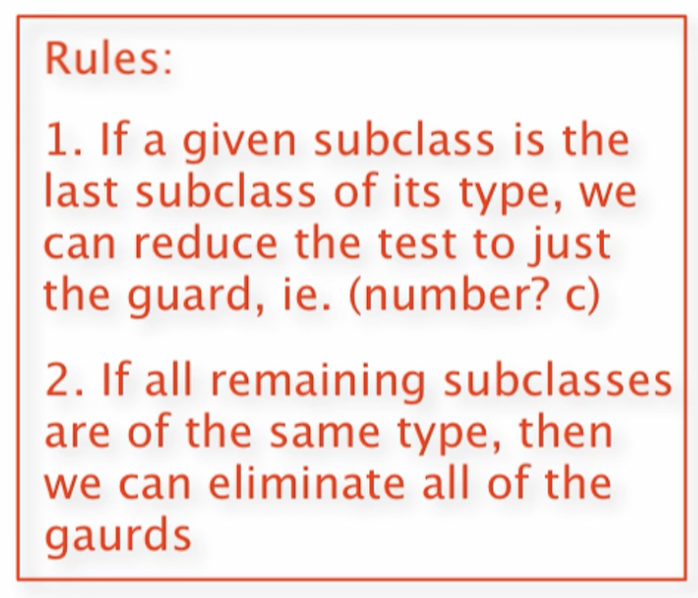 Rules:
1. If a given subclass is the
last subclass of its type, we
can reduce the test to just
the guard, ie. (number? c)
2. If all remaining subclasses
are of the same type, then
we can eliminate all of the
gaurds